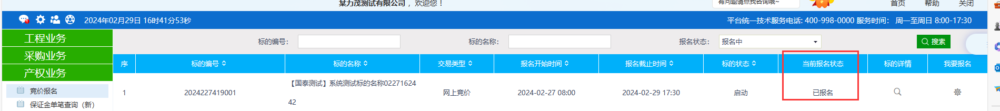 某力茂测试有限公司 ，欢迎您 ！
有问题请点我咨询哦~
首页 帮助 关闭
2024年02月29日 16时41分53秒
平台统一技术服务电话: 400-998-0000 服务时间： 周一至周日 8:00-17:30
工程业务
采购业务
产权业务
竞价报名
保证金单笔查询（新）
标的编号：
标的名称：
报名状态：
报名中
搜索
序 标的编号 标的名称 交易类型 报名开始时间 报名截止时间 标的状态 当前报名状态 标的详情 我要报名
1 2024227419001 【国泰测试】系统测试标的名称02271624 网上竞价 2024-02-27 08:00 2024-02-29 17:30 启动 已报名
42